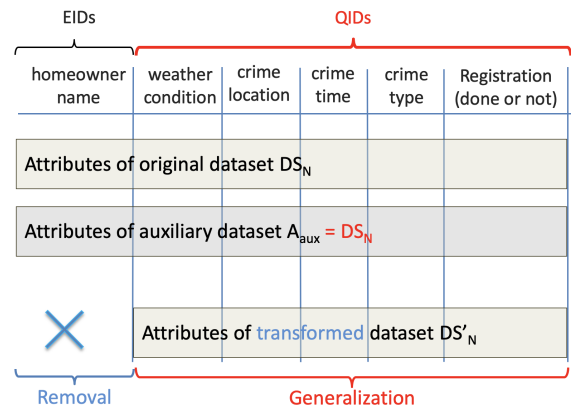 EIDs QIDs
homeowner name weather condition crime location crime time crime type Registration (done or not)
Attributes of original dataset DSN
Attributes of auxiliary dataset Aaux = DSN
Attributes of transformed dataset DS'N
Removal Generalization